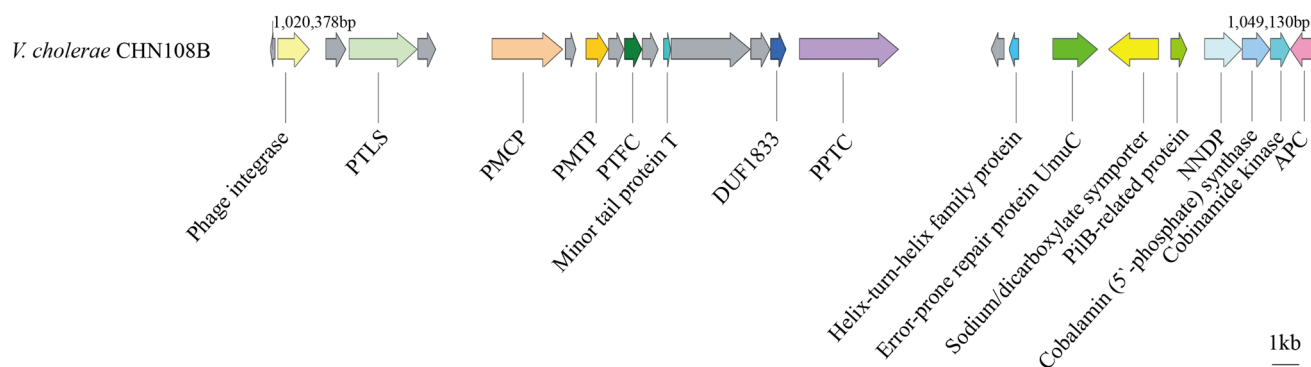 1,020,378bp
1,049,130bp
V. cholerae CHN108B
Phage integrase
PTLS
PMCP
PMTP
PTFC
Minor tail protein T
DUF1833
PPTC
Helix-turn-helix family protein
Error-prone repair protein UmuC
Sodium/dicarboxylate symporter
PilB-related protein
NNDP
Cobalamin (5`-phosphate) synthase
Cobinamide kinase
APC
1kb